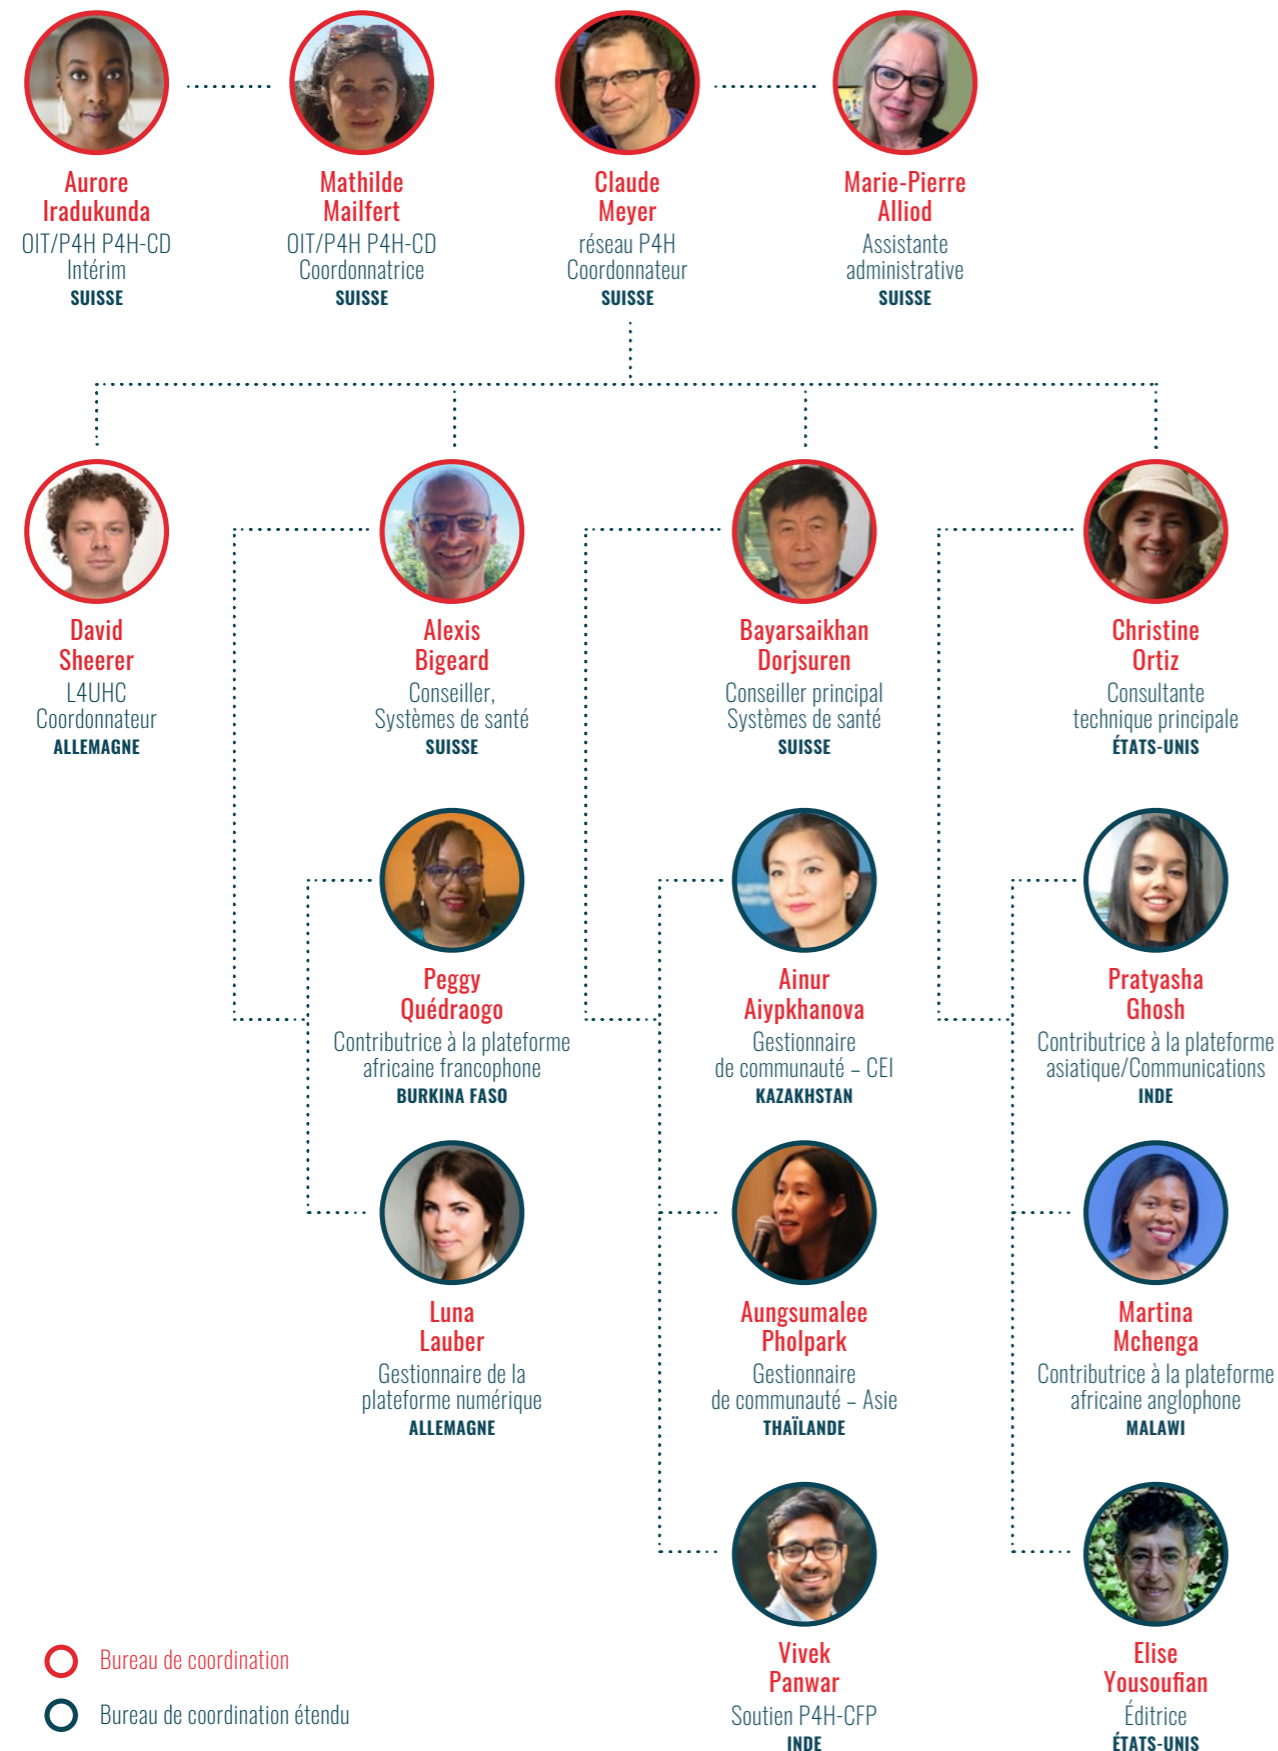 Aurore
Iradukunda
OIT/P4H P4H-CD
Intérim
SUISSE
Mathilde
Mailfert
OIT/P4H P4H-CD
Coordonnatrice
SUISSE
Claude
Meyer
réseau P4H
Coordonnateur
SUISSE
Marie-Pierre
Alliod
Assistante
administrative
SUISSE
David
Sheerer
L4UHC
Coordonnateur
ALLEMAGNE
Alexis
Bigeard
Conseiller,
Systèmes de santé
SUISSE
Bayarsaikhan
Dorjsuren
Conseiller principal
Systèmes de santé
SUISSE
Christine
Ortiz
Consultante
technique principale
ÉTATS-UNIS
Peggy
Quédraogo
Contributrice à la plateforme
africaine francophone
BURKINA FASO
Ainur
Aiypkhanova
Gestionnaire
de communauté – CEI
KAZAKHSTAN
Pratyasha
Ghosh
Contributrice à la plateforme
asiatique/Communications
INDE
Luna
Lauber
Gestionnaire de la
plateforme numérique
ALLEMAGNE
Aungsumalee
Pholpark
Gestionnaire
de communauté – Asie
THAÏLANDE
Martina
Mchenga
Contributrice à la plateforme
africaine anglophone
MALAWI
Vivek
Panwar
Soutien P4H-CFP
INDE
Elise
Yousoufian
Éditrice
ÉTATS-UNIS
Bureau de coordination
Bureau de coordination étendu